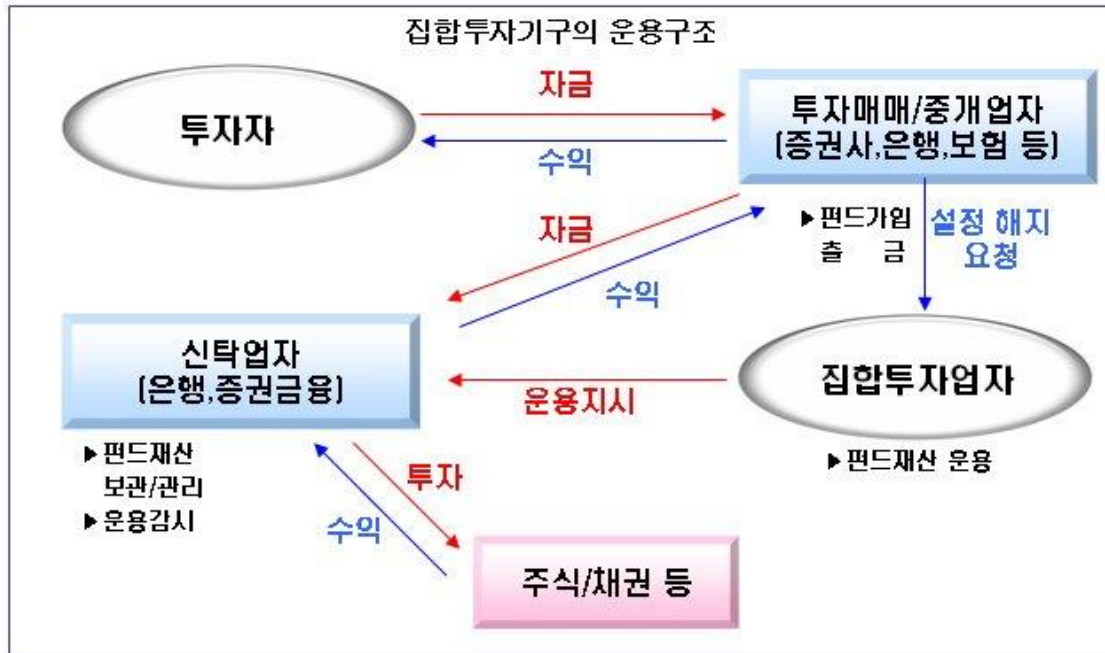 집합투자기구의 운용구조
자금
투자자
투자매매/중개업자
(증권사,은행,보험 등)
수익
▶펀드가입
출 금
설정 해지
요청
자금
수익
신탁업자
(은행,증권금융)
집합투자업자
운용지시
▶펀드재산
보관/관리
▶운용감시
▶펀드재산 운용
투자
수익
주식/채권 등